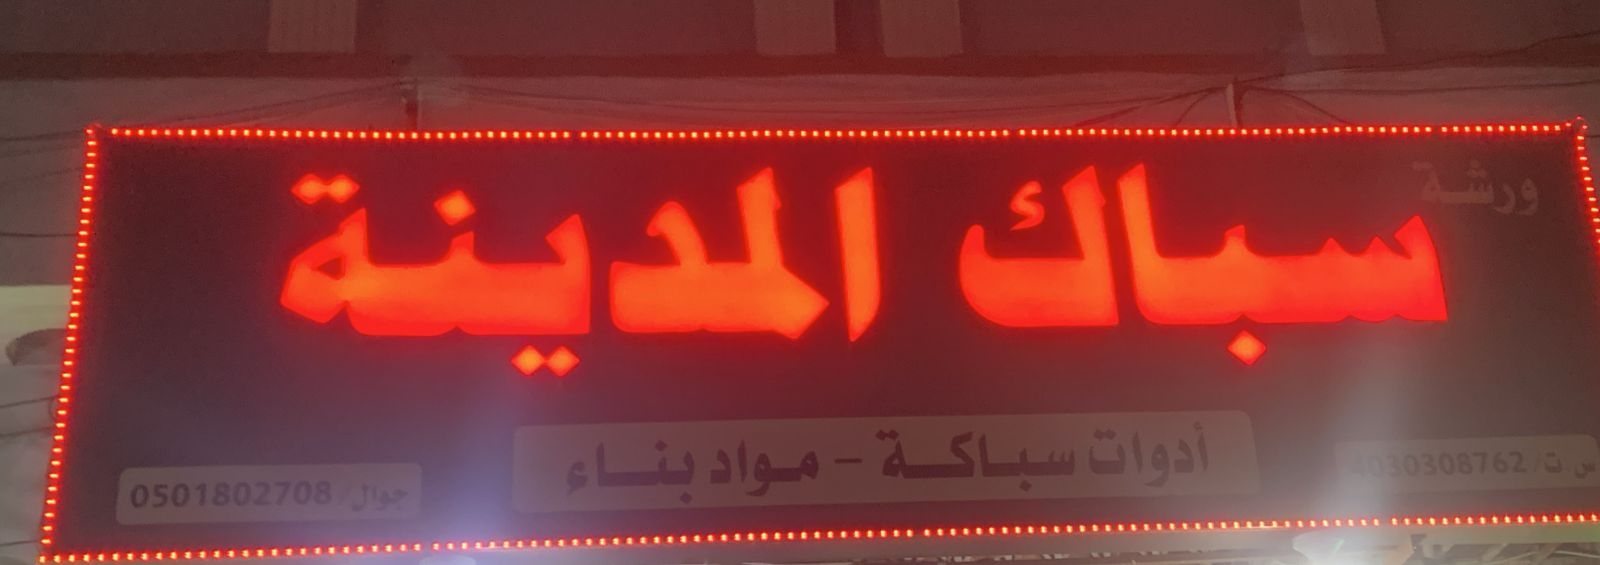 ورشة
سباك المدينة
أدوات سباكة - مواد بناء
س.ت/ 4030308762
جوال/ 0501802708